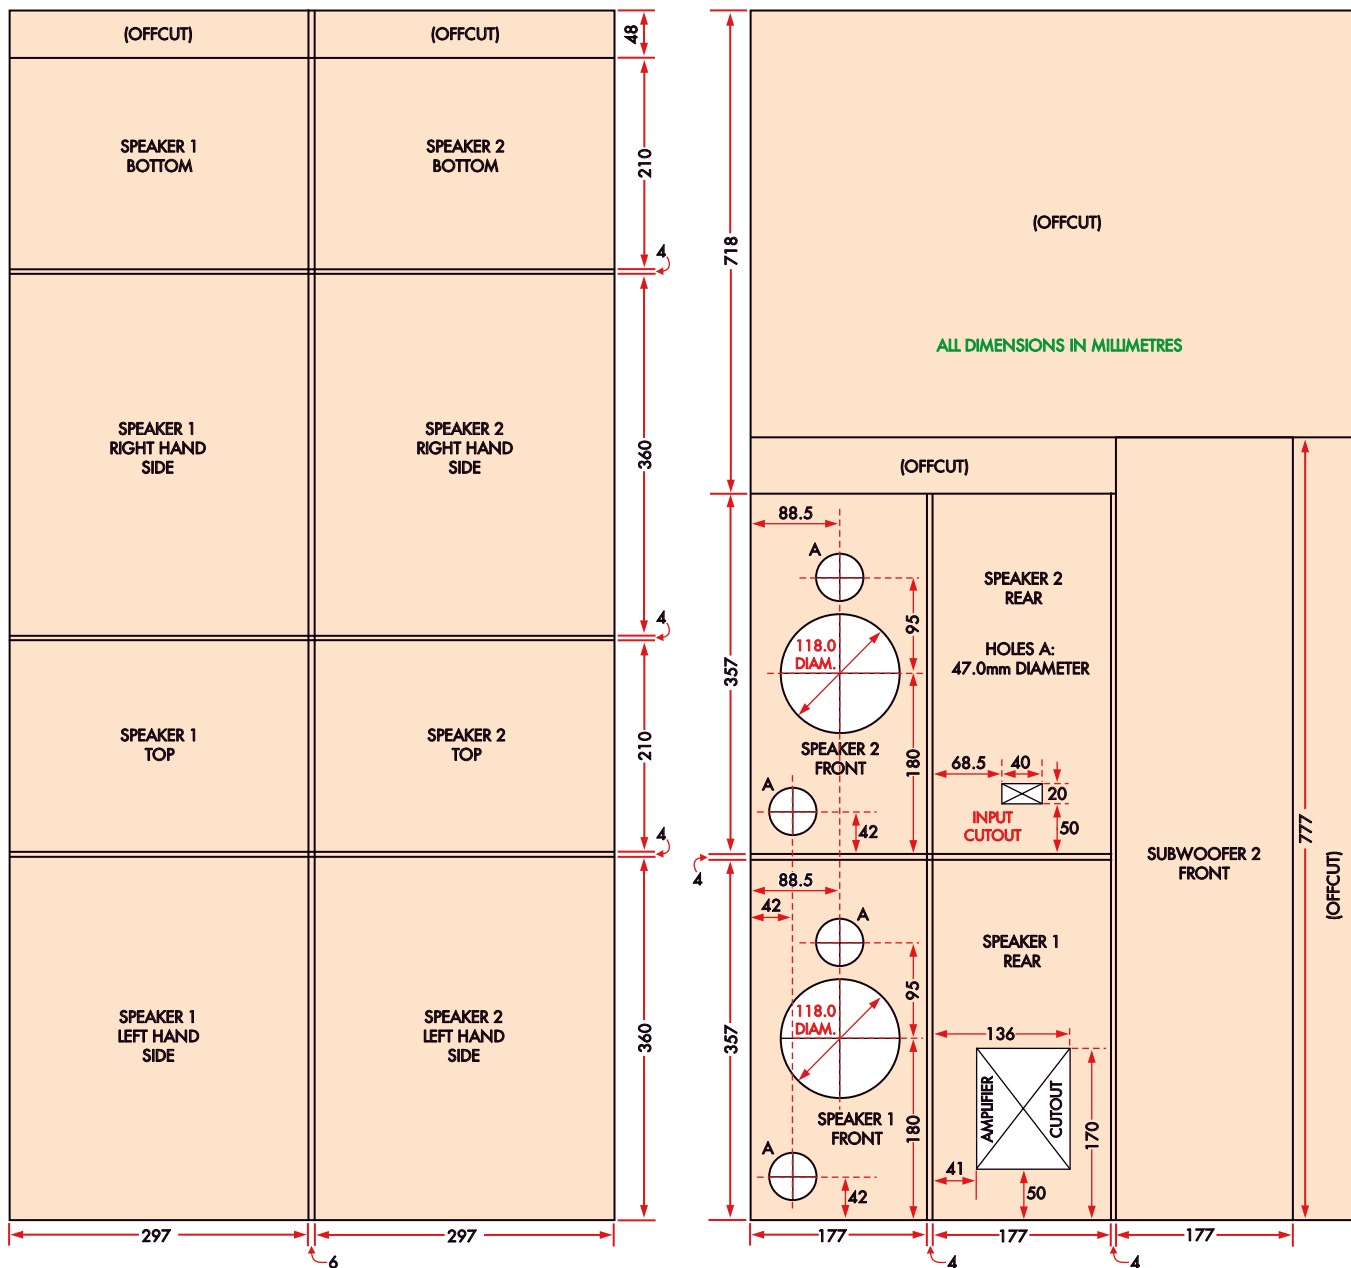 (OFFCUT)
(OFFCUT)
48
SPEAKER 1
BOTTOM
SPEAKER 2
BOTTOM
210
4
SPEAKER 1
RIGHT HAND
SIDE
SPEAKER 2
RIGHT HAND
SIDE
360
4
SPEAKER 1
TOP
SPEAKER 2
TOP
210
4
SPEAKER 1
LEFT HAND
SIDE
SPEAKER 2
LEFT HAND
SIDE
360
297
297
6
(OFFCUT)
ALL DIMENSIONS IN MILLIMETRES
718
(OFFCUT)
88.5
A
118.0
DIAM.
95
357
SPEAKER 2
FRONT
180
A
42
SPEAKER 2
REAR
HOLES A:
47.0mm DIAMETER
68.5
40
20
INPUT
CUTOUT
50
4
88.5
42
A
118.0
DIAM.
95
357
SPEAKER 1
FRONT
180
A
42
SPEAKER 1
REAR
136
AMPLIFIER
CUTOUT
170
41
50
SUBWOOFER 2
FRONT
777
(OFFCUT)
177
177
177
4
4